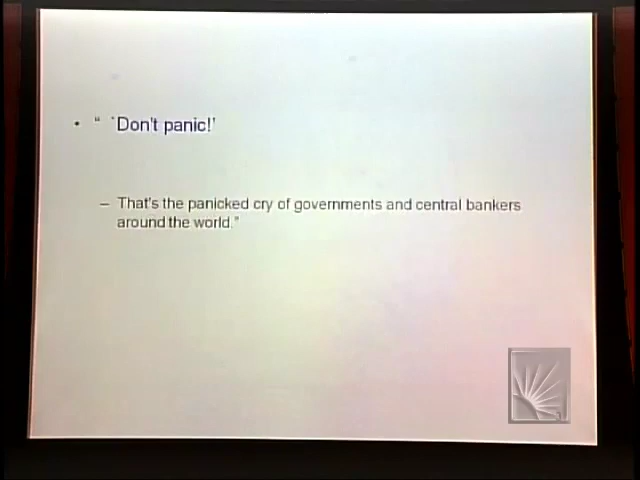 • “ `Don't panic!'
– That's the panicked cry of governments and central bankers
around the world.”